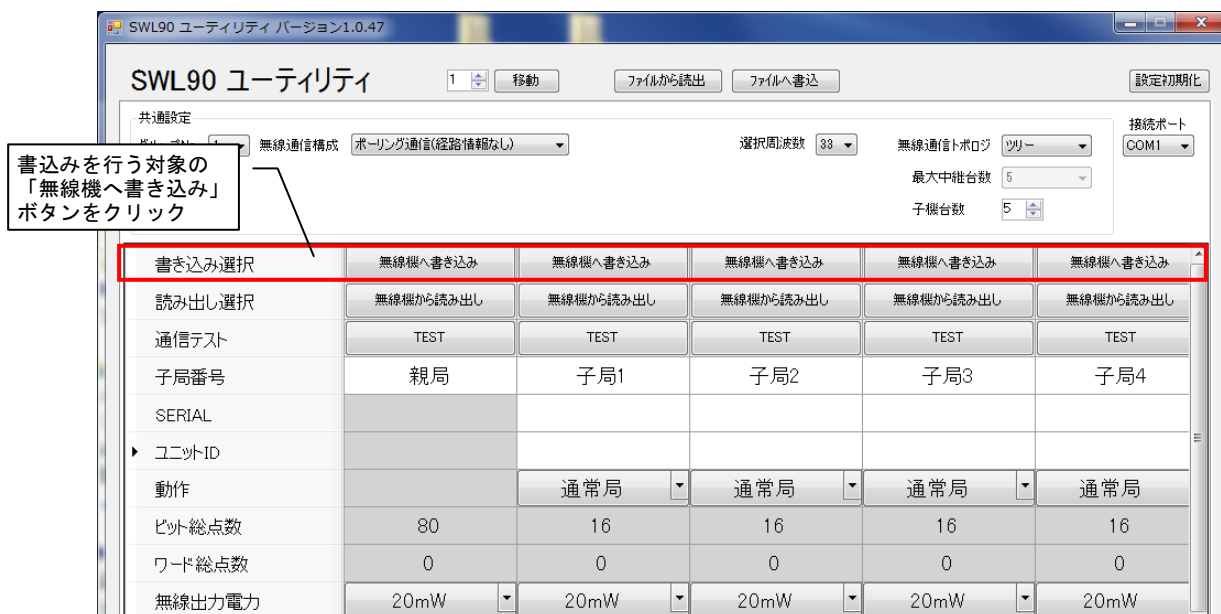 SWL90 ユーティリティ バージョン1.0.47
SWL90 ユーティリティ 1 移動 ファイルから読出 ファイルへ書込 設定初期化
共通設定
無線通信構成 ポーリング通信(経路情報なし) 選択周波数 33 無線通信トポロジ ツリー
接続ポート
COM1
最大中継台数 5
子機台数 5
書込みを行う対象の
「無線機へ書き込み」
ボタンをクリック
書き込み選択 無線機へ書き込み 無線機へ書き込み 無線機へ書き込み 無線機へ書き込み 無線機へ書き込み
読み出し選択 無線機から読み出し 無線機から読み出し 無線機から読み出し 無線機から読み出し 無線機から読み出し
通信テスト TEST TEST TEST TEST TEST
子局番号 親局 子局1 子局2 子局3 子局4
SERIAL
ユニットID
動作 通常局 通常局 通常局 通常局
ビット総点数 80 16 16 16 16
ワード総点数 0 0 0 0 0
無線出力電力 20mW 20mW 20mW 20mW 20mW